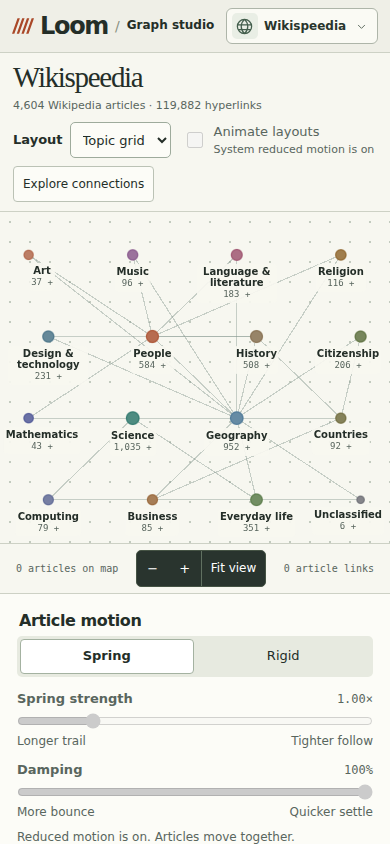 Loom / Graph studio
Wikispeedia
Wikispeedia
4,604 Wikipedia articles · 119,882 hyperlinks
Layout
Topic grid
Animate layouts
System reduced motion is on
Explore connections
Art
37 +
Music
96 +
Language &
literature
183 +
Religion
116 +
Design &
technology
231 +
People
584 +
History
508 +
Citizenship
206 +
Mathematics
43 +
Science
1,035 +
Geography
952 +
Countries
92 +
Computing
79 +
Business
85 +
Everyday life
351 +
Unclassified
6 +
0 articles on map
− + Fit view
0 article links
Article motion
Spring
Rigid
Spring strength
1.00×
Longer trail
Tighter follow
Damping
100%
More bounce
Quicker settle
Reduced motion is on. Articles move together.